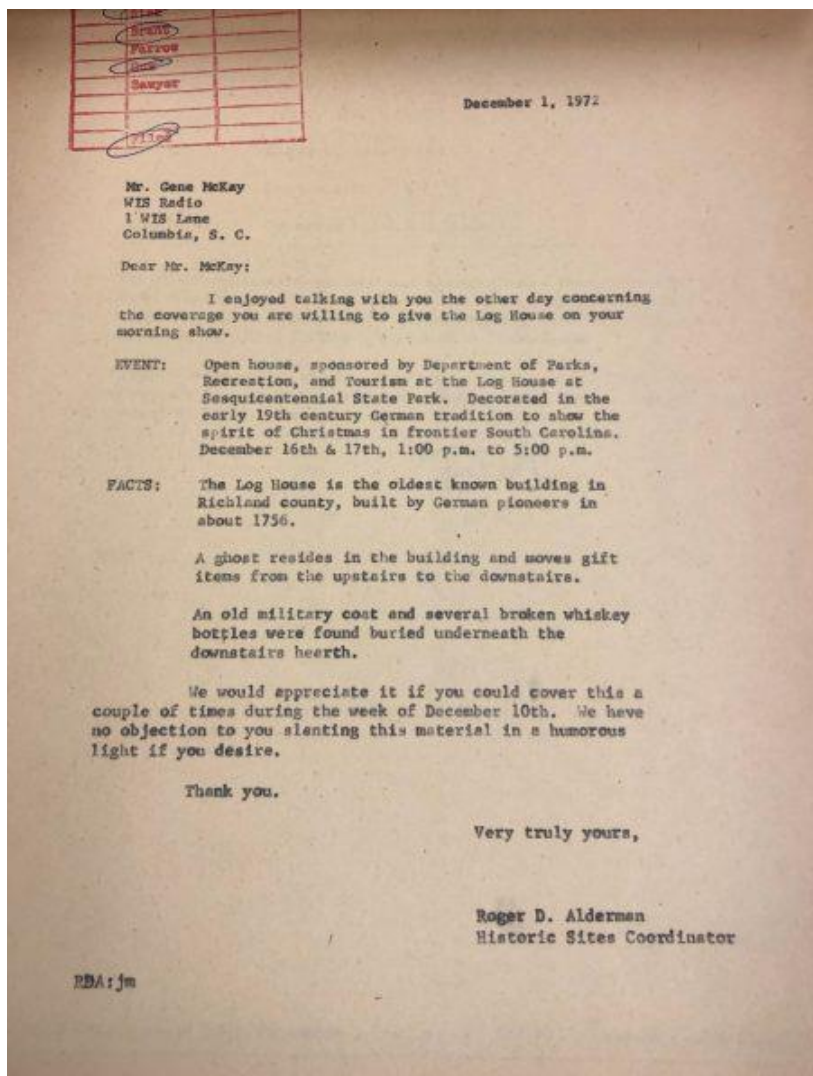 Brant
Farrow
Sawyer
Filed
December 1, 1972
Mr. Gene McKay
WIS Radio
1 WIS Lane
Columbia, S. C.
Dear Mr. McKay:
I enjoyed talking with you the other day concerning
the coverage you are willing to give the Log House on your
morning show.
EVENT: Open house, sponsored by Department of Parks,
Recreation, and Tourism at the Log House at
Sesquicentennial State Park. Decorated in the
early 19th century German tradition to show the
spirit of Christmas in frontier South Carolina.
December 16th & 17th, 1:00 p.m. to 5:00 p.m.
FACTS: The Log House is the oldest known building in
Richland county, built by German pioneers in
about 1756.
A ghost resides in the building and moves gift
items from the upstairs to the downstairs.
An old military coat and several broken whiskey
bottles were found buried underneath the
downstairs hearth.
We would appreciate it if you could cover this a
couple of times during the week of December 10th. We have
no objection to you slanting this material in a humorous
light if you desire.
Thank you.
Very truly yours,
Roger D. Alderman
Historic Sites Coordinator
RDA:jm